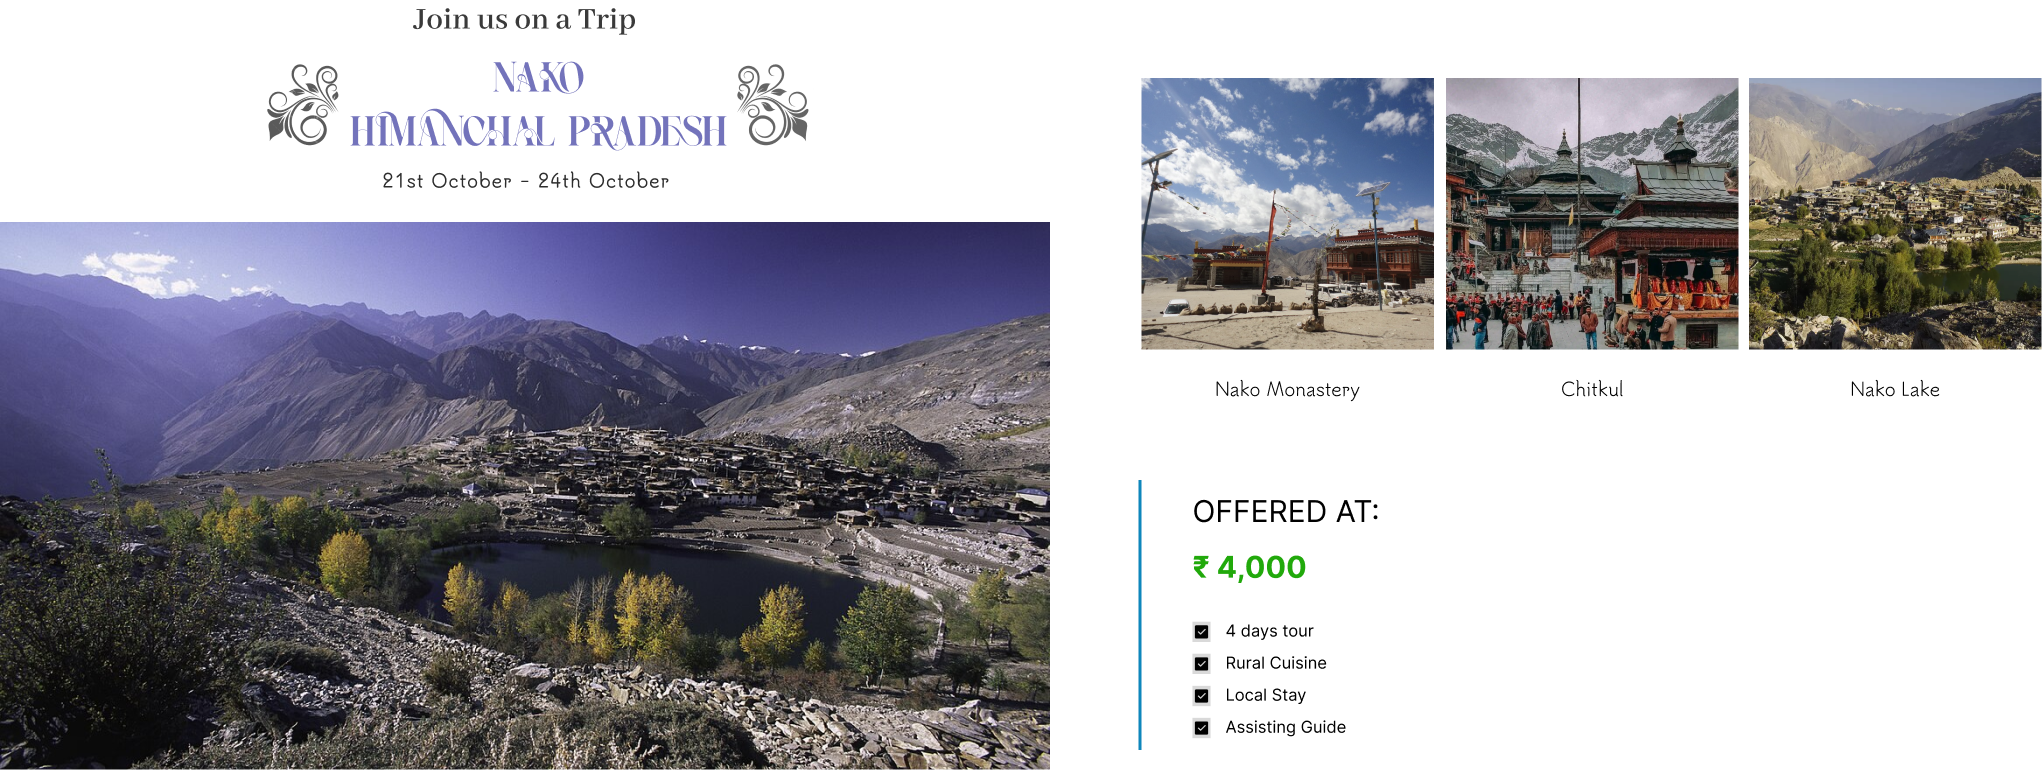 Join us on a Trip
NAKO
HIMANCHAL PRADESH
21st October - 24th October
Nako Monastery
Chitkul
Nako Lake
OFFERED AT:
₹ 4,000
4 days tour
Rural Cuisine
Local Stay
Assisting Guide